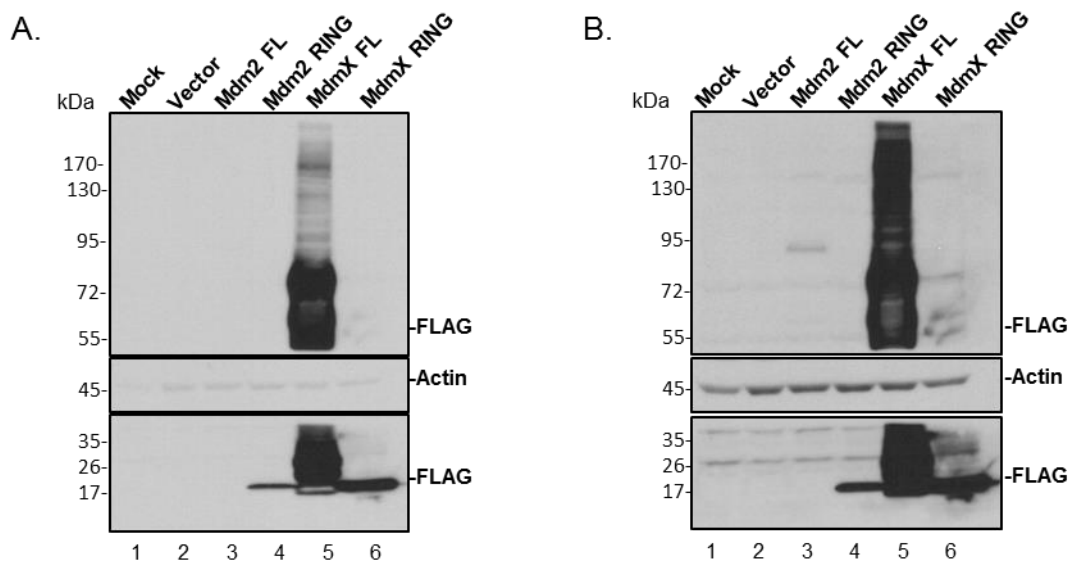 A.
kDa
Mock
Vector
Mdm2 FL
Mdm2 RING
MdmX FL
MdmX RING
170-
130-
95-
72-
55-
-FLAG
45-
-Actin
35-
26-
17-
-FLAG
1 2 3 4 5 6
B.
kDa
Mock
Vector
Mdm2 FL
Mdm2 RING
MdmX FL
MdmX RING
170-
130-
95-
72-
55-
-FLAG
45-
-Actin
35-
26-
17-
-FLAG
1 2 3 4 5 6